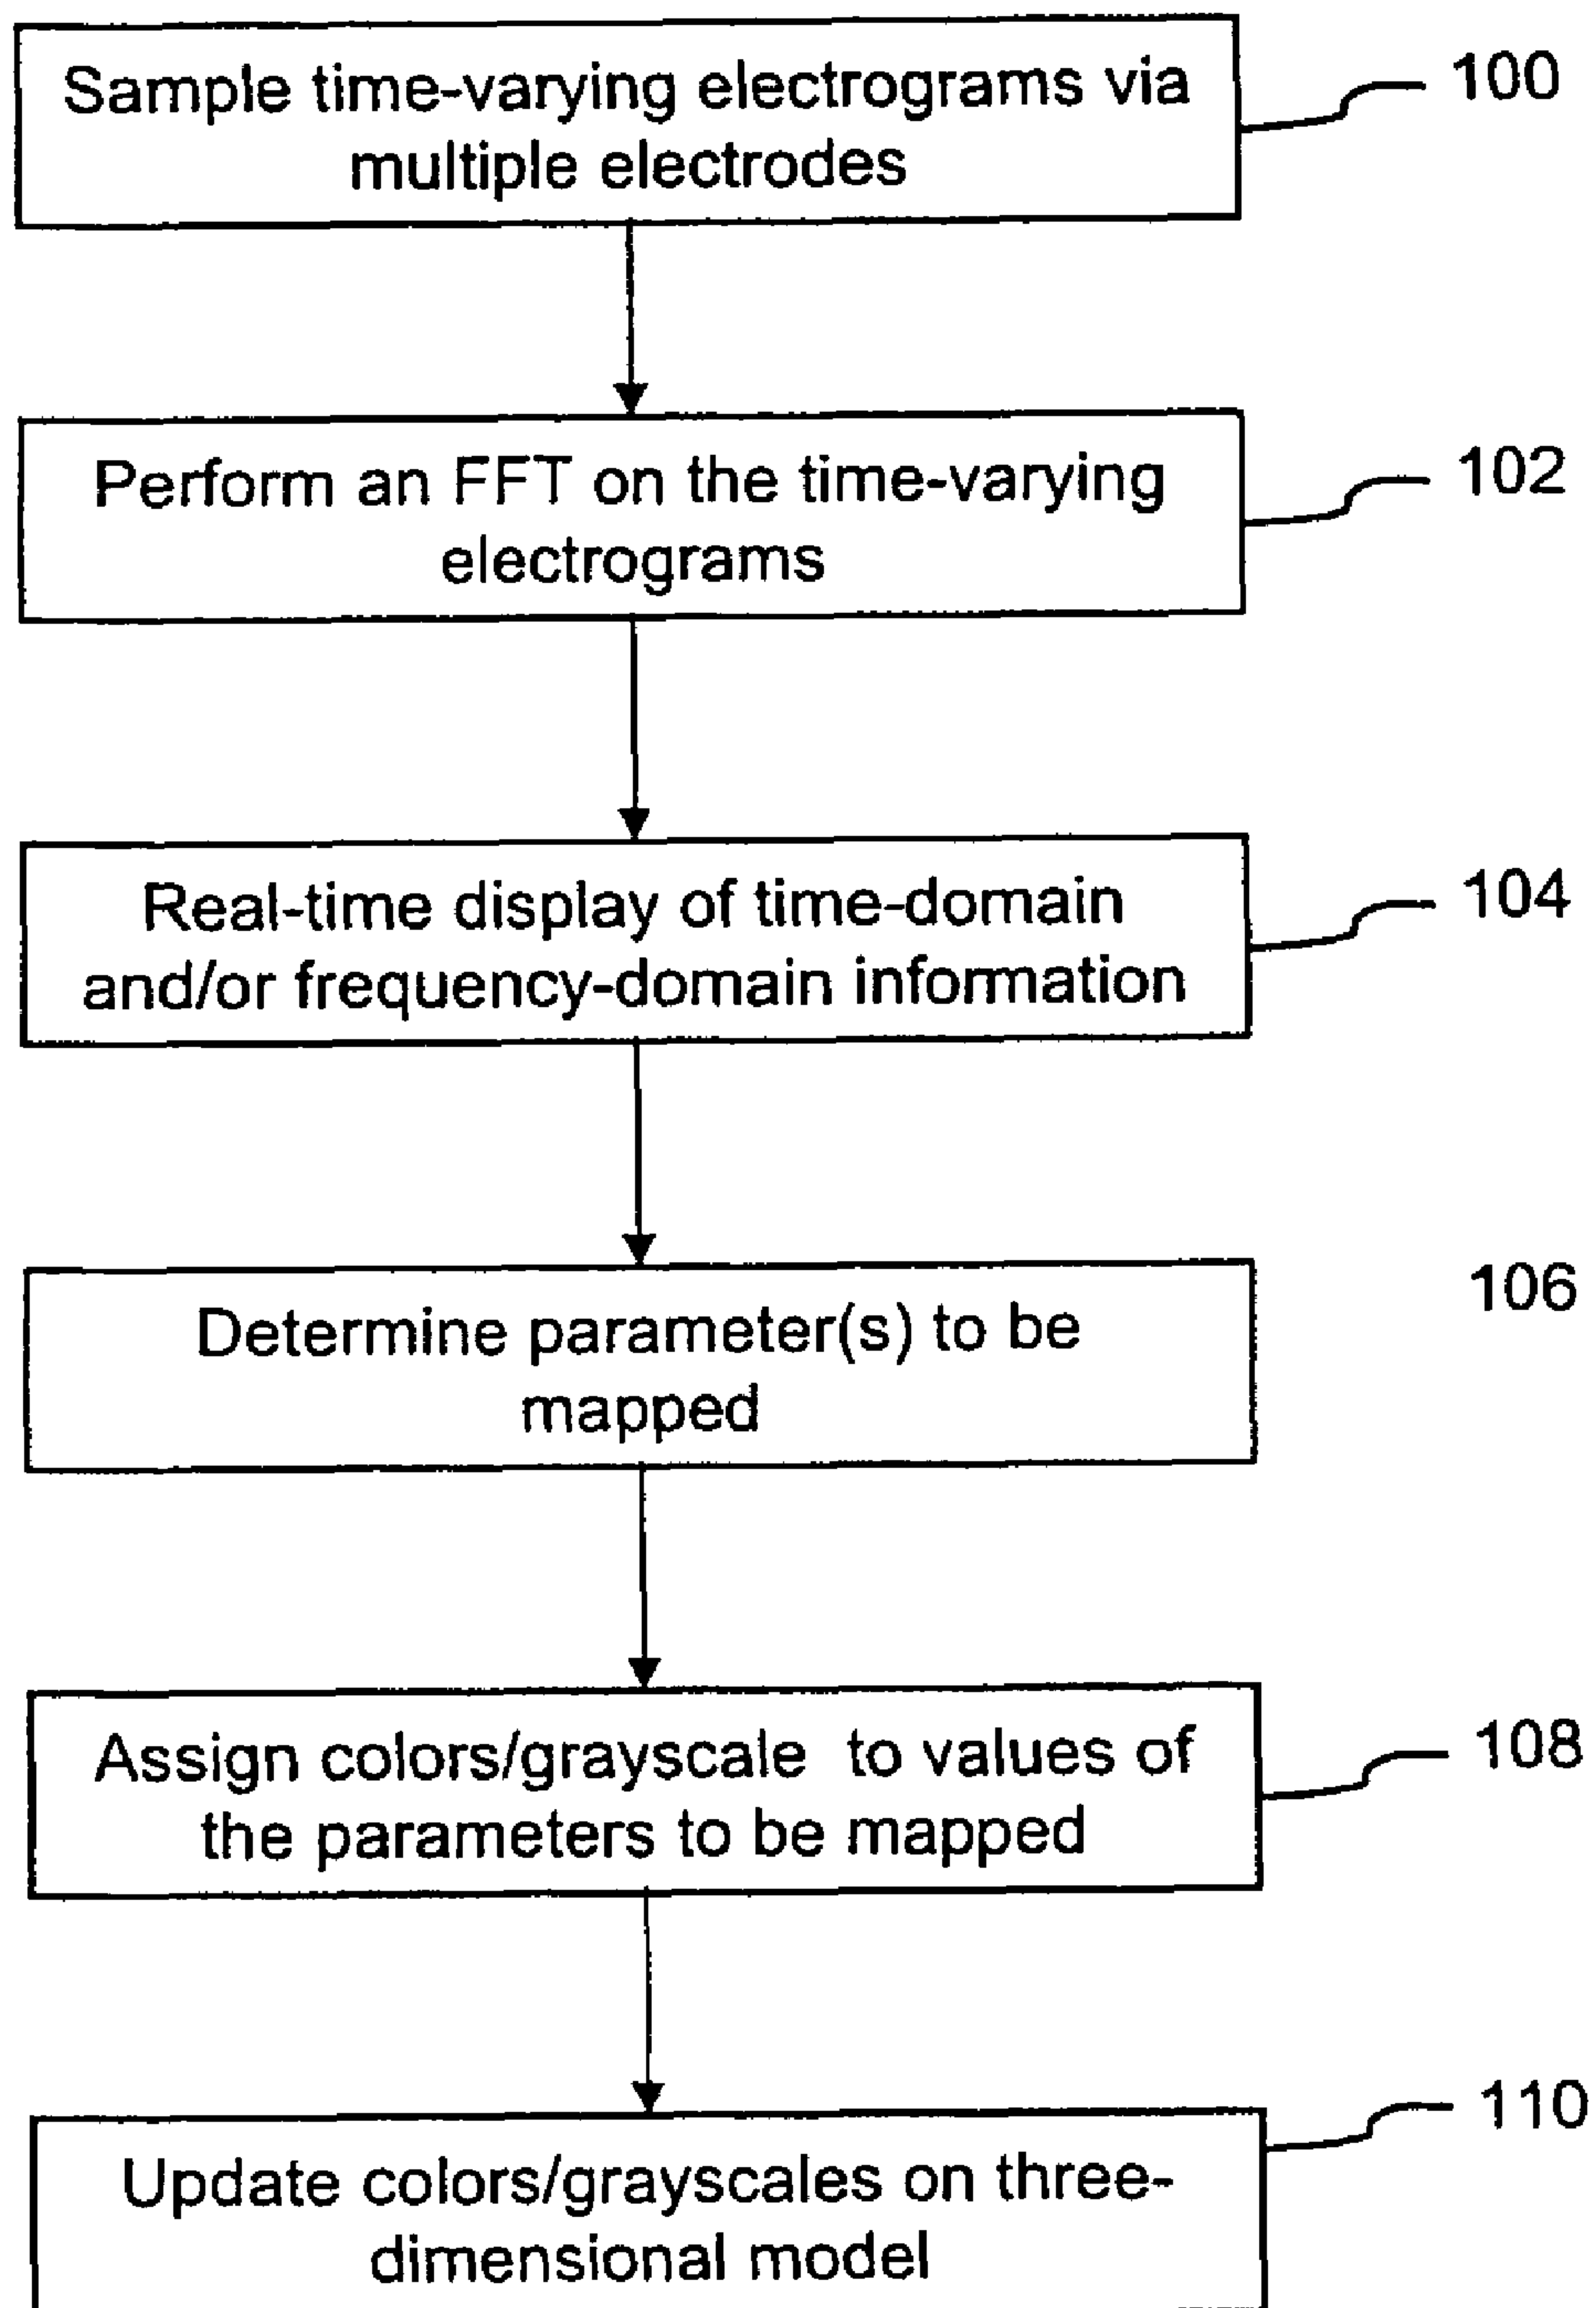 Sample time-varying electrograms via
multiple electrodes
100
Perform an FFT on the time-varying
electrograms
102
Real-time display of time-domain
and/or frequency-domain information
104
Determine parameter(s) to be
mapped
106
Assign colors/grayscale to values of
the parameters to be mapped
108
Update colors/grayscales on three-
dimensional model
110